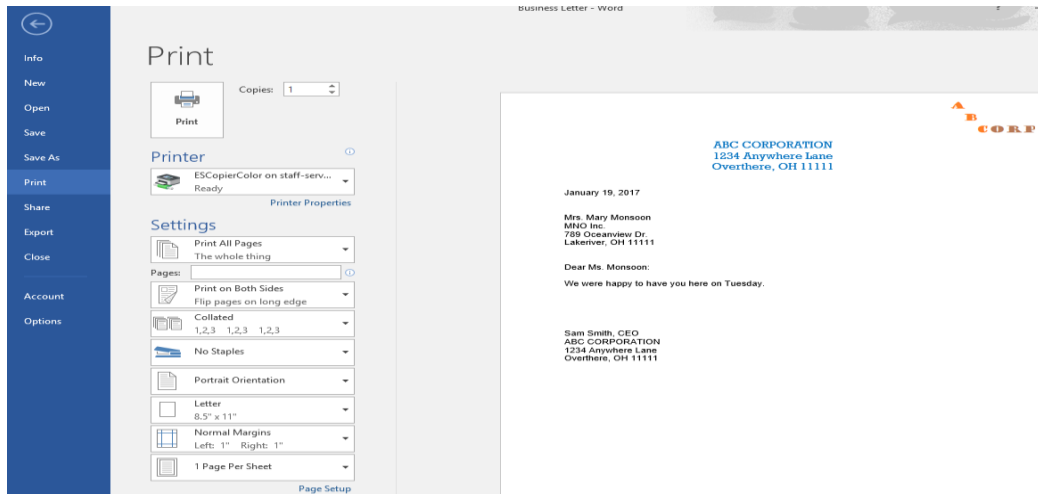 Business Letter - Word
?
Info
New
Open
Save
Save As
Print
Share
Export
Close
Account
Options
Print
Print
Copies: 1
Printer
ESCopierColor on staff-serv...
Ready
Printer Properties
Settings
Print All Pages
The whole thing
Pages:
Print on Both Sides
Flip pages on long edge
Collated
1,2,3 1,2,3 1,2,3
No Staples
Portrait Orientation
Letter
8.5" x 11"
Normal Margins
Left: 1" Right: 1"
1 Page Per Sheet
Page Setup
A
B
CORP
ABC CORPORATION
1234 Anywhere Lane
Overthere, OH 11111
January 19, 2017
Mrs. Mary Monsoon
MNO Inc.
789 Oceanview Dr.
Lakeriver, OH 11111
Dear Ms. Monsoon:
We were happy to have you here on Tuesday.
Sam Smith, CEO
ABC CORPORATION
1234 Anywhere Lane
Overthere, OH 11111